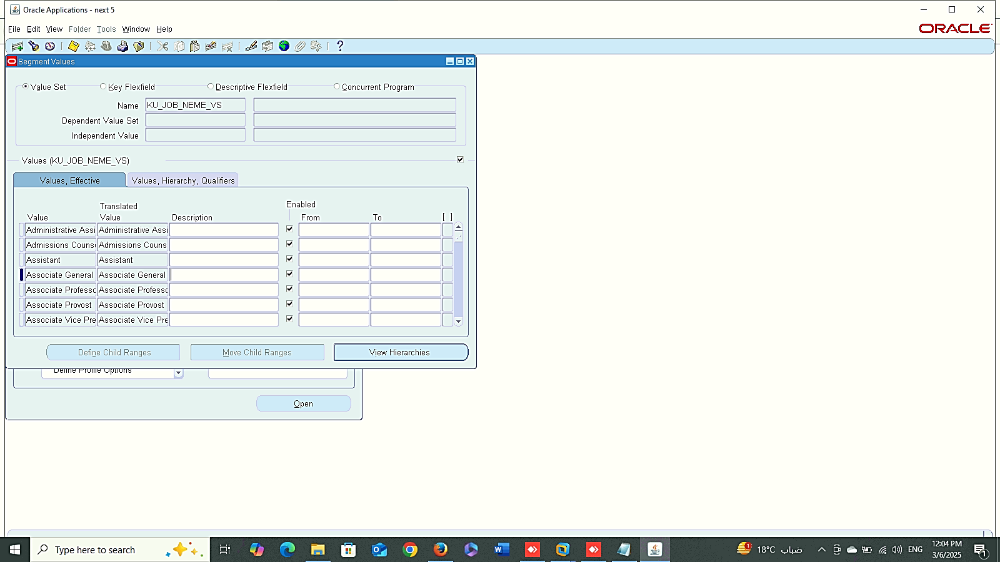 Oracle Applications - next 5
File Edit View Folder Tools Window Help
ORACLE
Segment Values
Value Set Key Flexfield Descriptive Flexfield Concurrent Program
Name KU_JOB_NEME_VS
Dependent Value Set
Independent Value
Values (KU_JOB_NEME_VS)
Values, Effective Values, Hierarchy, Qualifiers
Translated Enabled
Value Value Description From To [ ]
Administrative Assi Administrative Assi
Admissions Couns Admissions Couns
Assistant Assistant
Associate General Associate General
Associate Professo Associate Professo
Associate Provost Associate Provost
Associate Vice Pre Associate Vice Pre
Define Child Ranges Move Child Ranges View Hierarchies
Define Profile Options
Open
Type here to search
1 18°C ضباب ENG 12:04 PM
3/6/2025 1